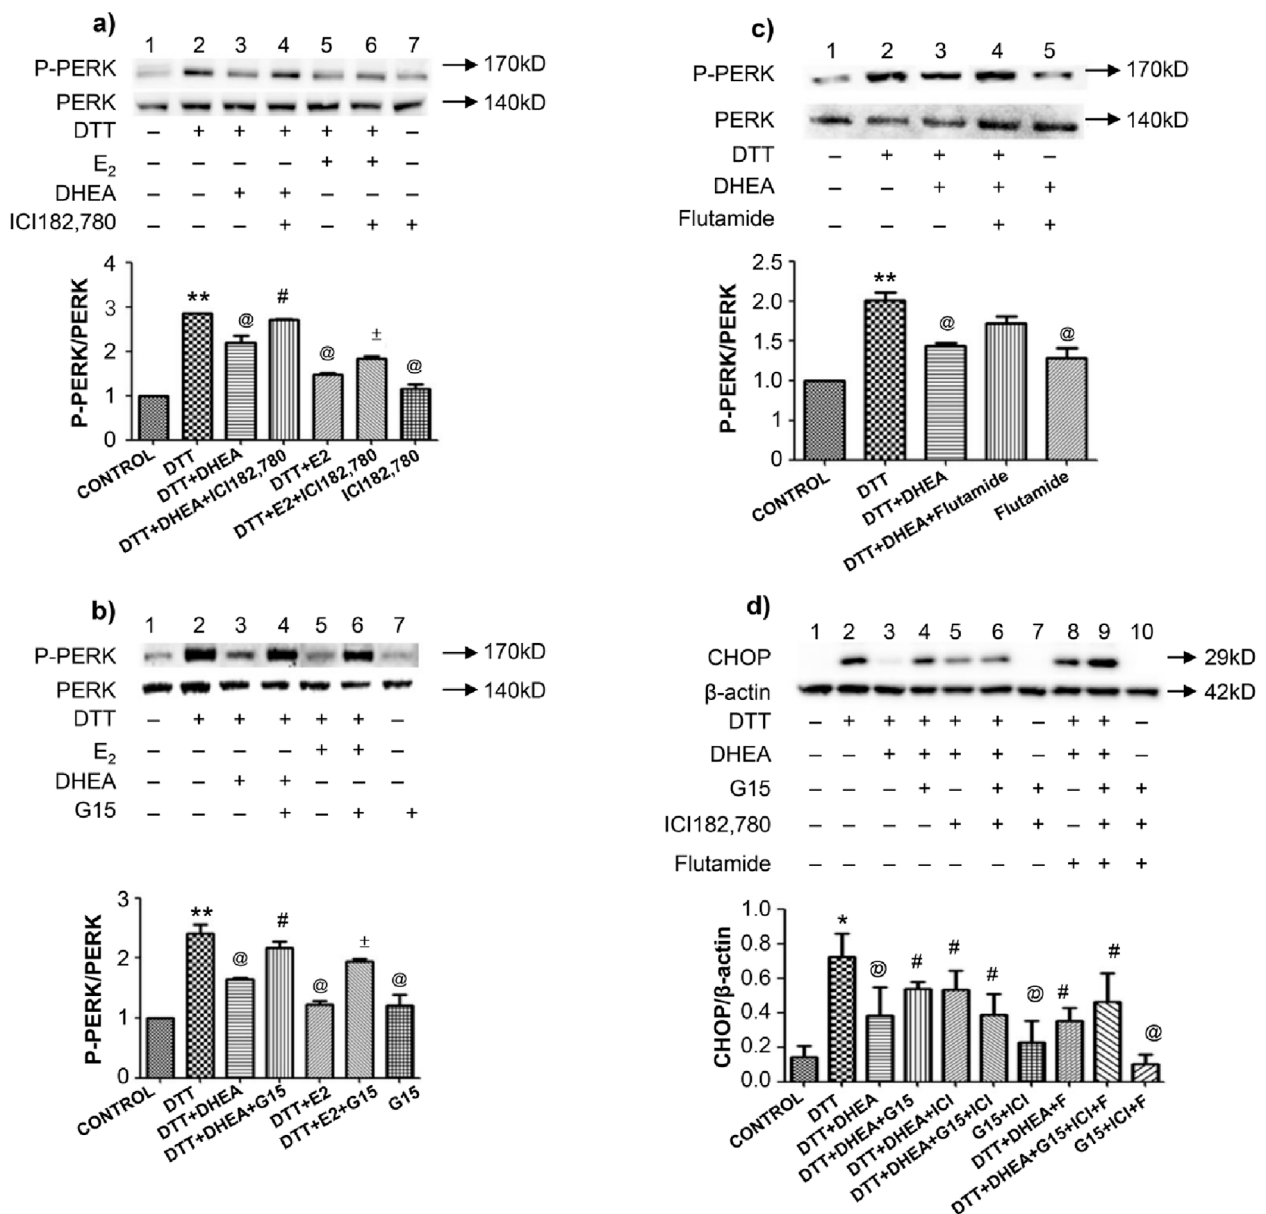 a)
1 2 3 4 5 6 7
P-PERK 170kD
PERK 140kD
DTT – + + + + + –
E2 – – – – + + –
DHEA – – + + – – –
ICI182,780 – – – + – + +
P-PERK/PERK
4
3
2
1
0
** @ # @ ± @
CONTROL
DTT
DTT+DHEA
DTT+DHEA+ICI182,780
DTT+E2
DTT+E2+ICI182,780
ICI182,780
b)
1 2 3 4 5 6 7
P-PERK 170kD
PERK 140kD
DTT – + + + + + –
E2 – – – – + + –
DHEA – – + + – – –
G15 – – – + – + +
P-PERK/PERK
3
2
1
0
** @ # @ ± @
CONTROL
DTT
DTT+DHEA
DTT+DHEA+G15
DTT+E2
DTT+E2+G15
G15
c)
1 2 3 4 5
P-PERK 170kD
PERK 140kD
DTT – + + + –
DHEA – – + + +
Flutamide – – – + +
P-PERK/PERK
2.5
2.0
1.5
1.0
1
0
** @ @
CONTROL
DTT
DTT+DHEA
DTT+DHEA+Flutamide
Flutamide
d)
1 2 3 4 5 6 7 8 9 10
CHOP 29kD
β-actin 42kD
DTT – + + + + + – + + –
DHEA – – + + + + – + + –
G15 – – – + – + + – + +
ICI182,780 – – – – + + + – + +
Flutamide – – – – – – – + + +
CHOP/β-actin
1.0
0.8
0.6
0.4
0.2
0.0
* @ # # # @ # # @
CONTROL
DTT
DTT+DHEA
DTT+DHEA+G15
DTT+DHEA+ICI
DTT+DHEA+G15+ICI
G15+ICI
DTT+DHEA+F
DTT+DHEA+G15+ICI+F
G15+ICI+F